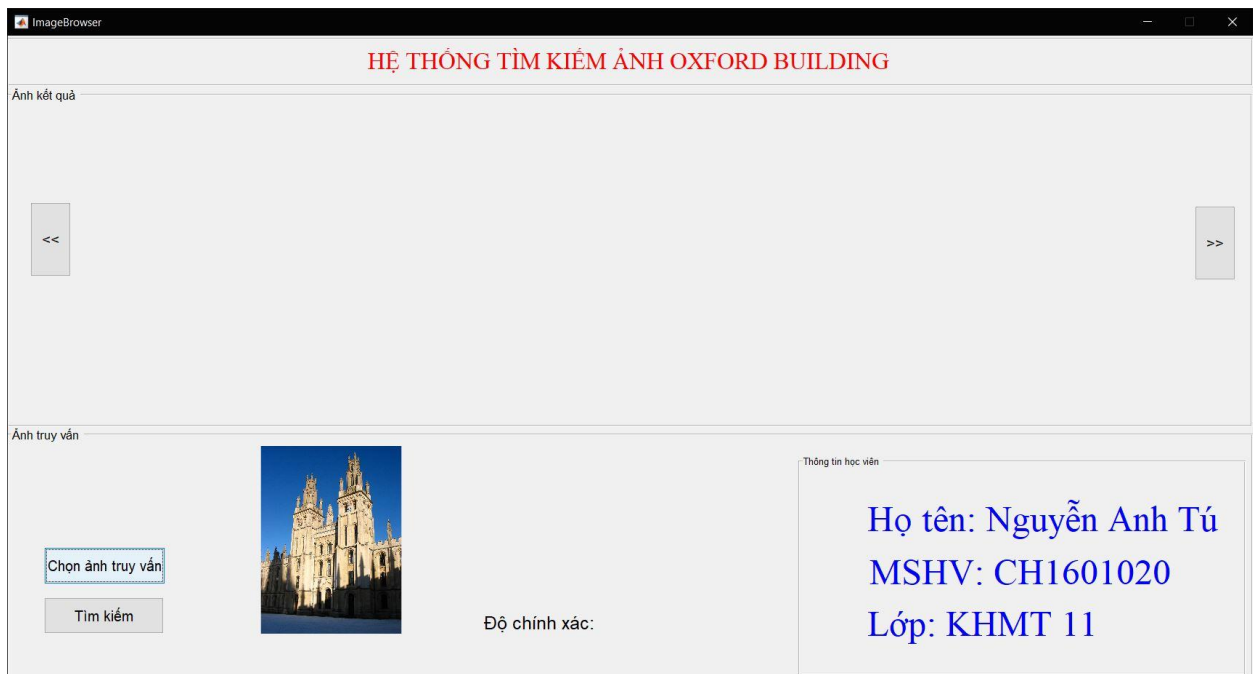 ImageBrowser
HỆ THỐNG TÌM KIẾM ẢNH OXFORD BUILDING
Ảnh kết quả
<<
>>
Ảnh truy vấn
Thông tin học viên
Họ tên: Nguyễn Anh Tú
Chọn ảnh truy vấn
MSHV: CH1601020
Tìm kiếm
Độ chính xác:
Lớp: KHMT 11